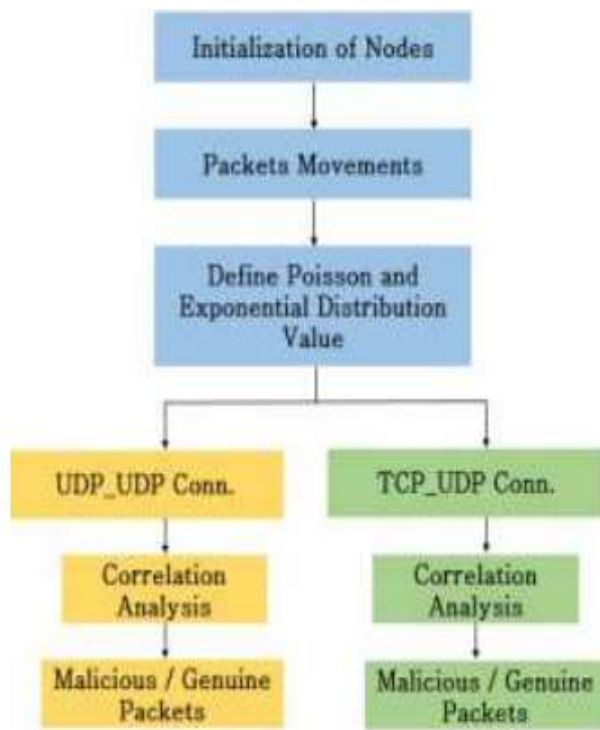 Initialization of Nodes
Packets Movements
Define Poisson and
Exponential Distribution
Value
UDP_UDP Conn.
TCP_UDP Conn.
Correlation
Analysis
Correlation
Analysis
Malicious / Genuine
Packets
Malicious / Genuine
Packets